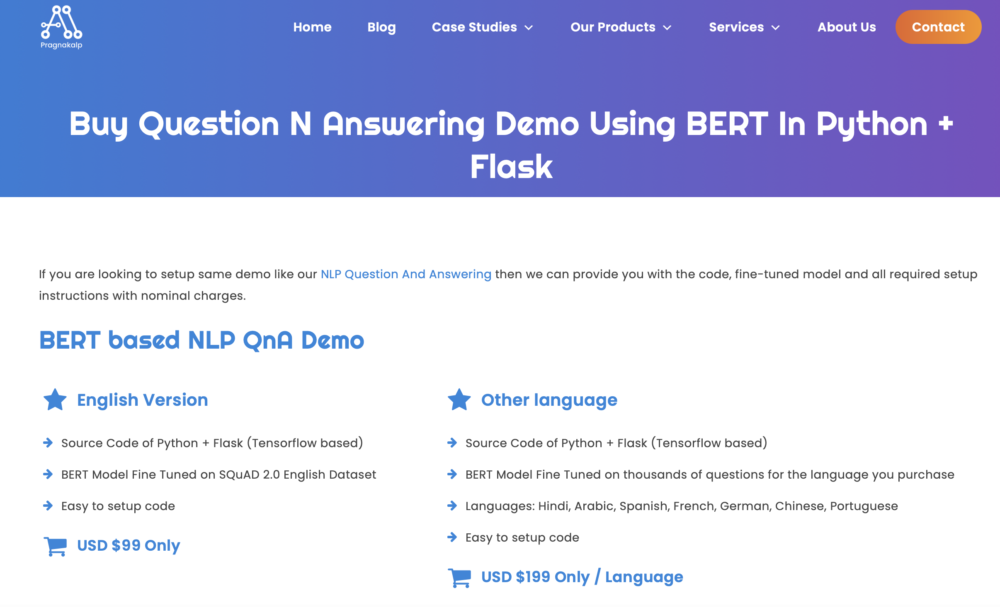 Pragnakalp
Home Blog Case Studies Our Products Services About Us Contact
Buy Question N Answering Demo Using BERT In Python +
Flask
If you are looking to setup same demo like our NLP Question And Answering then we can provide you with the code, fine-tuned model and all required setup
instructions with nominal charges.
BERT based NLP QnA Demo
English Version
Source Code of Python + Flask (Tensorflow based)
BERT Model Fine Tuned on SQuAD 2.0 English Dataset
Easy to setup code
USD $99 Only
Other language
Source Code of Python + Flask (Tensorflow based)
BERT Model Fine Tuned on thousands of questions for the language you purchase
Languages: Hindi, Arabic, Spanish, French, German, Chinese, Portuguese
Easy to setup code
USD $199 Only / Language